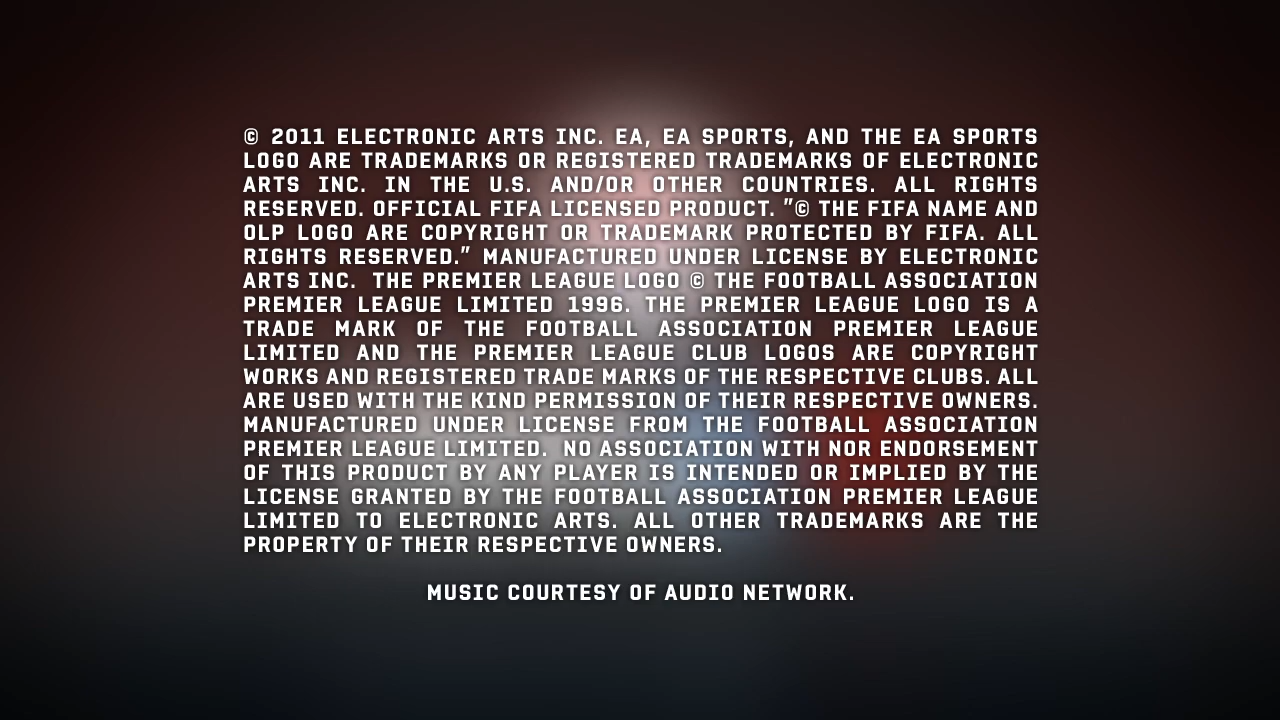 © 2011 ELECTRONIC ARTS INC. EA, EA SPORTS, AND THE EA SPORTS
LOGO ARE TRADEMARKS OR REGISTERED TRADEMARKS OF ELECTRONIC
ARTS INC. IN THE U.S. AND/OR OTHER COUNTRIES. ALL RIGHTS
RESERVED. OFFICIAL FIFA LICENSED PRODUCT. "© THE FIFA NAME AND
OLP LOGO ARE COPYRIGHT OR TRADEMARK PROTECTED BY FIFA. ALL
RIGHTS RESERVED." MANUFACTURED UNDER LICENSE BY ELECTRONIC
ARTS INC. THE PREMIER LEAGUE LOGO © THE FOOTBALL ASSOCIATION
PREMIER LEAGUE LIMITED 1996. THE PREMIER LEAGUE LOGO IS A
TRADE MARK OF THE FOOTBALL ASSOCIATION PREMIER LEAGUE
LIMITED AND THE PREMIER LEAGUE CLUB LOGOS ARE COPYRIGHT
WORKS AND REGISTERED TRADE MARKS OF THE RESPECTIVE CLUBS. ALL
ARE USED WITH THE KIND PERMISSION OF THEIR RESPECTIVE OWNERS.
MANUFACTURED UNDER LICENSE FROM THE FOOTBALL ASSOCIATION
PREMIER LEAGUE LIMITED. NO ASSOCIATION WITH NOR ENDORSEMENT
OF THIS PRODUCT BY ANY PLAYER IS INTENDED OR IMPLIED BY THE
LICENSE GRANTED BY THE FOOTBALL ASSOCIATION PREMIER LEAGUE
LIMITED TO ELECTRONIC ARTS. ALL OTHER TRADEMARKS ARE THE
PROPERTY OF THEIR RESPECTIVE OWNERS.
MUSIC COURTESY OF AUDIO NETWORK.